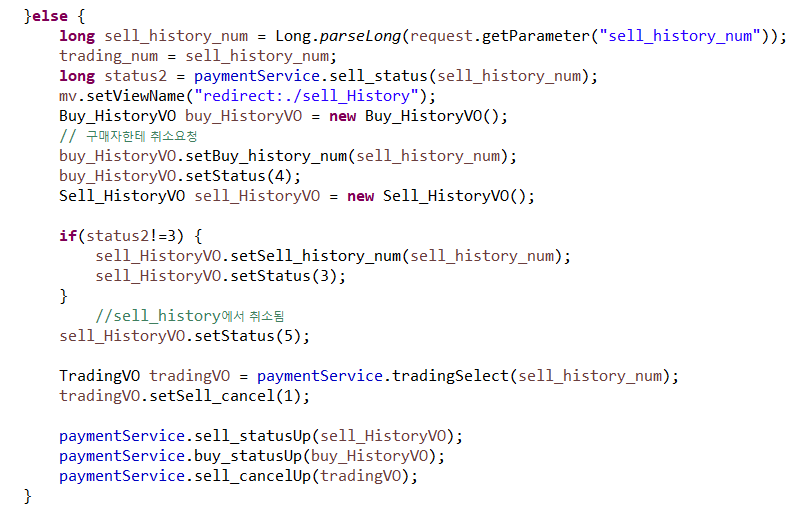 }else {
long sell_history_num = Long.parseLong(request.getParameter("sell_history_num"));
trading_num = sell_history_num;
long status2 = paymentService.sell_status(sell_history_num);
mv.setViewName("redirect:./sell_History");
Buy_HistoryVO buy_HistoryVO = new Buy_HistoryVO();
// 구매자한테 취소요청
buy_HistoryVO.setBuy_history_num(sell_history_num);
buy_HistoryVO.setStatus(4);
Sell_HistoryVO sell_HistoryVO = new Sell_HistoryVO();
if(status2!=3) {
sell_HistoryVO.setSell_history_num(sell_history_num);
sell_HistoryVO.setStatus(3);
}
//sell_history에서 취소됨
sell_HistoryVO.setStatus(5);
TradingVO tradingVO = paymentService.tradingSelect(sell_history_num);
tradingVO.setSell_cancel(1);
paymentService.sell_statusUp(sell_HistoryVO);
paymentService.buy_statusUp(buy_HistoryVO);
paymentService.sell_cancelUp(tradingVO);
}